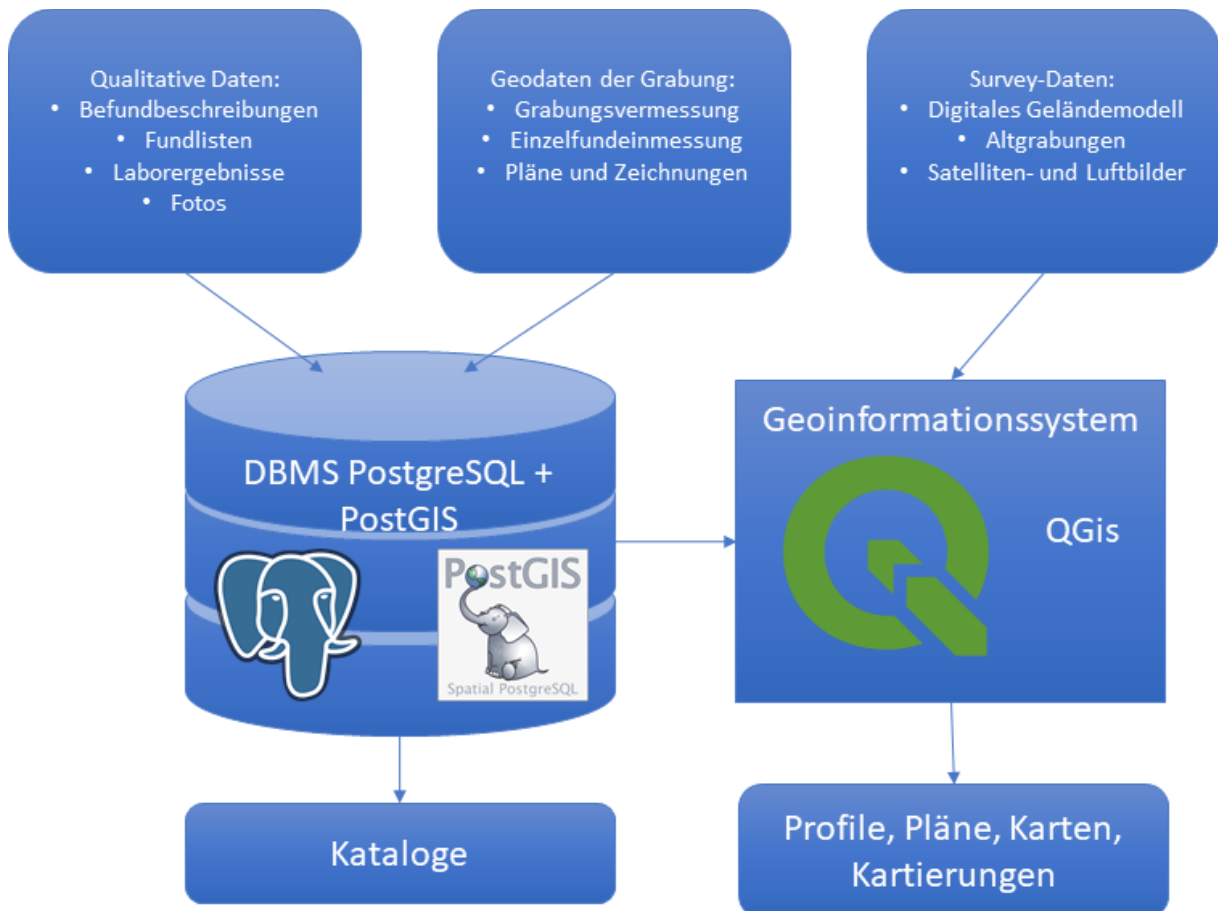 Qualitative Daten:
• Befundbeschreibungen
• Fundlisten
• Laborergebnisse
• Fotos
Geodaten der Grabung:
• Grabungsvermessung
• Einzelfundeinmessung
• Pläne und Zeichnungen
Survey-Daten:
• Digitales Geländemodell
• Altgrabungen
• Satelliten- und Luftbilder
DBMS PostgreSQL +
PostGIS
PostGIS
Spatial PostgreSQL
Geoinformationssystem
QGis
Kataloge
Profile, Pläne, Karten,
Kartierungen